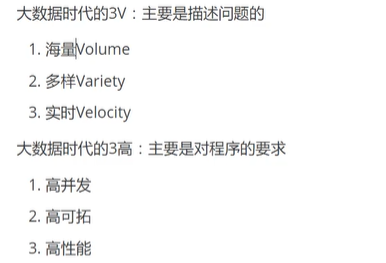 大数据时代的3V：主要是描述问题的
1. 海量Volume
2. 多样Variety
3. 实时Velocity
大数据时代的3高：主要是对程序的要求
1. 高并发
2. 高可拓
3. 高性能